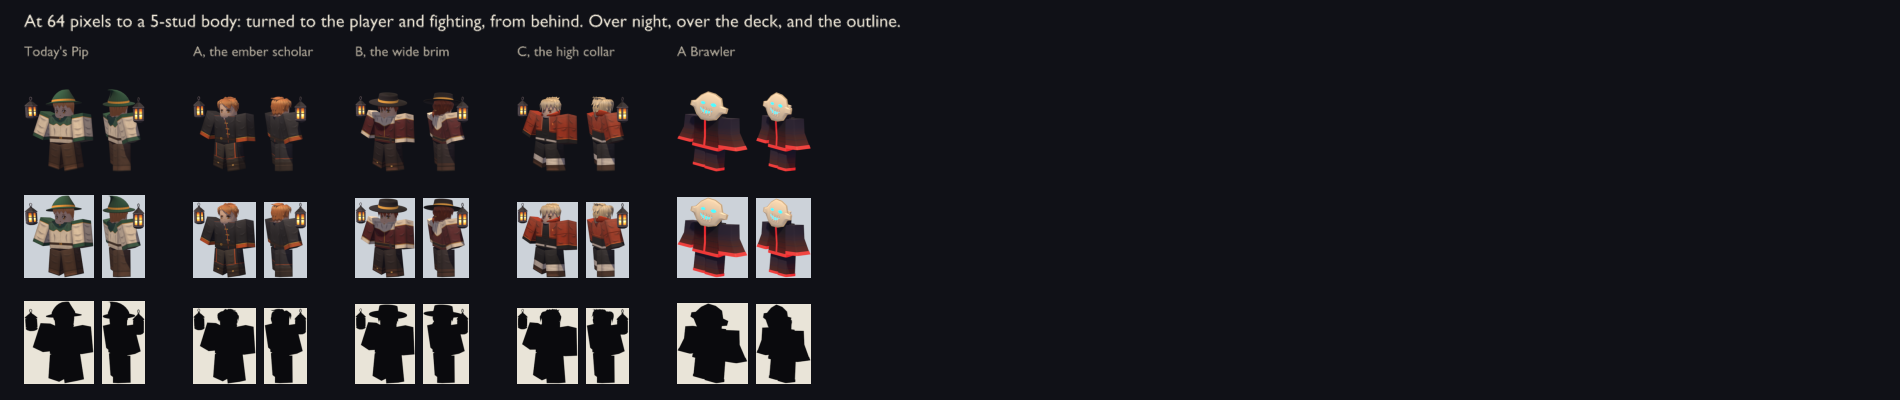 At 64 pixels to a 5-stud body: turned to the player and fighting, from behind. Over night, over the deck, and the outline.
Today's Pip
A, the ember scholar
B, the wide brim
C, the high collar
A Brawler